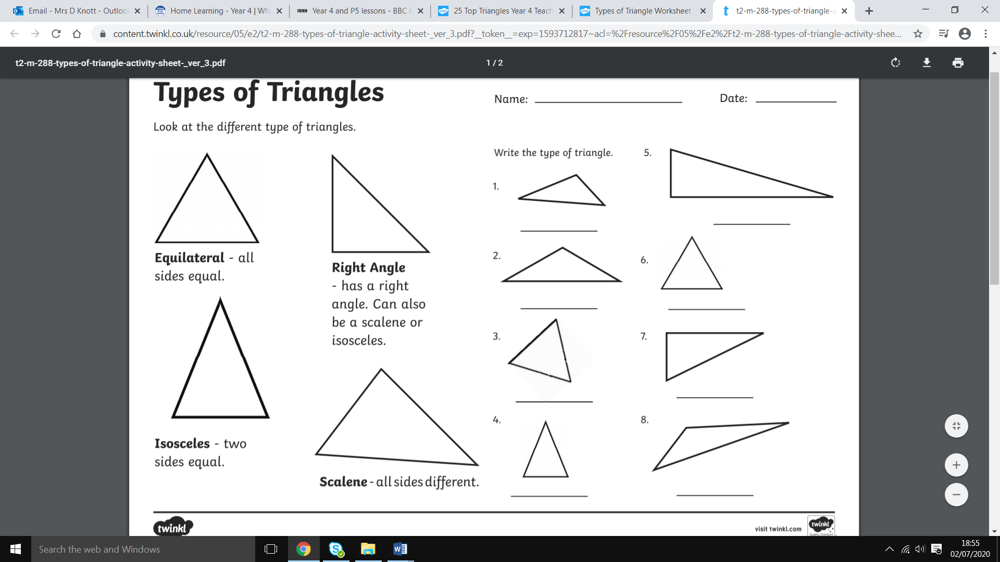 Email - Mrs D Knott - Outloo
Home Learning - Year 4 | Whi
Year 4 and P5 lessons - BBC B
25 Top Triangles Year 4 Teach
Types of Triangle Worksheet
t2-m-288-types-of-triangle-a
content.twinkl.co.uk/resource/05/e2/t2-m-288-types-of-triangle-activity-sheet-_ver_3.pdf?__token__=exp=1593712817~acl=%2Fresource%2F05%2Fe2%2Ft2-m-288-types-of-triangle-activity-shee...
t2-m-288-types-of-triangle-activity-sheet-_ver_3.pdf
1 / 2
Types of Triangles
Name:
Date:
Look at the different type of triangles.
Equilateral - all
sides equal.
Right Angle
- has a right
angle. Can also
be a scalene or
isosceles.
Isosceles - two
sides equal.
Scalene - all sides different.
Write the type of triangle.
1.
2.
3.
4.
5.
6.
7.
8.
twinkl
visit twinkl.com
twinkl
Quality Standard
Search the web and Windows
18:55
02/07/2020